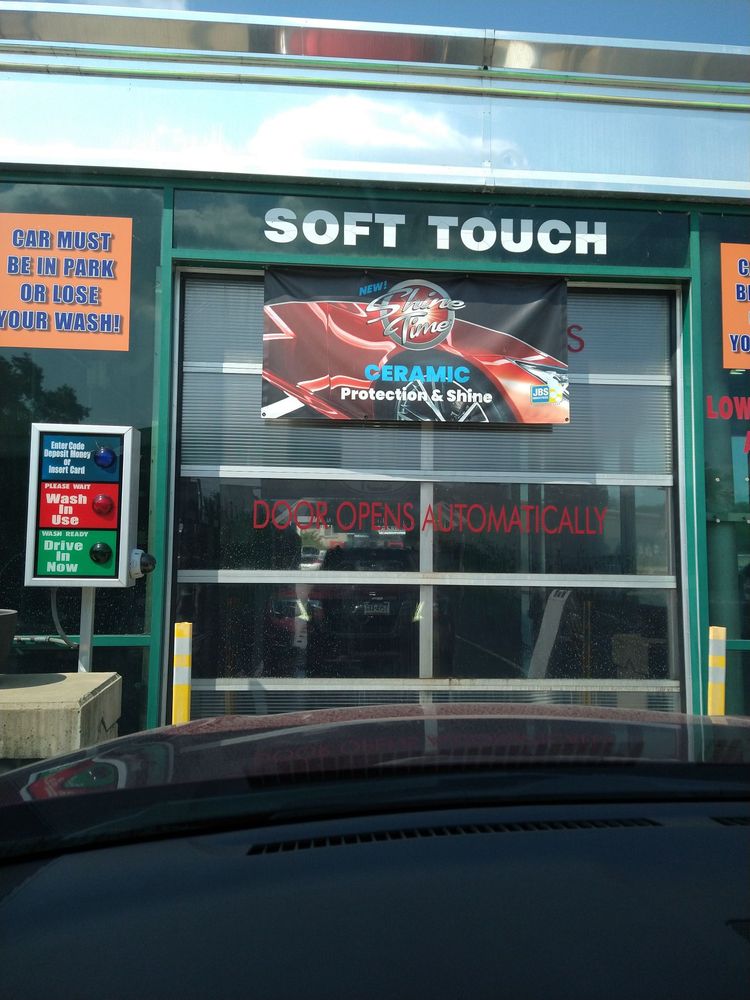 SOFT TOUCH
CAR MUST
BE IN PARK
OR LOSE
YOUR WASH!
NEW!
Shine
Time
CERAMIC
Protection & Shine
JBS
DOOR OPENS AUTOMATICALLY
Enter Code
Deposit Money
or
Insert Card
PLEASE WAIT
Wash
In
Use
WASH READY
Drive
In
Now
LOW